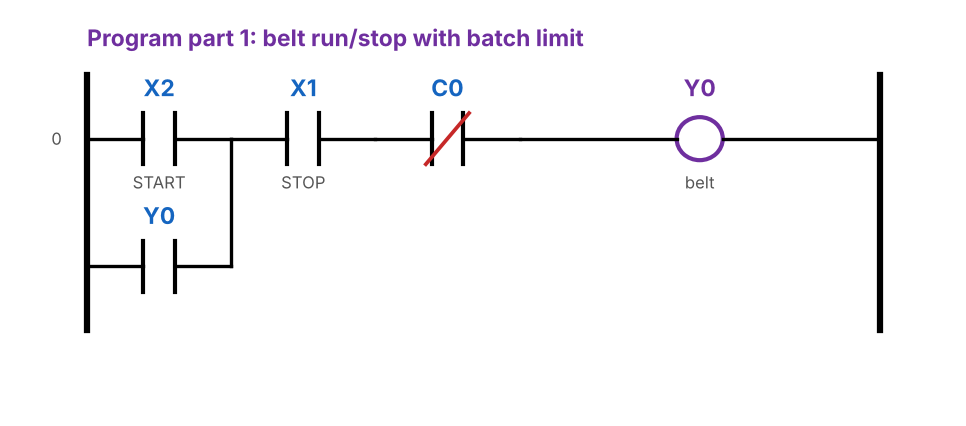 Program part 1: belt run/stop with batch limit
X2 X1 C0 Y0
0
START STOP belt
Y0